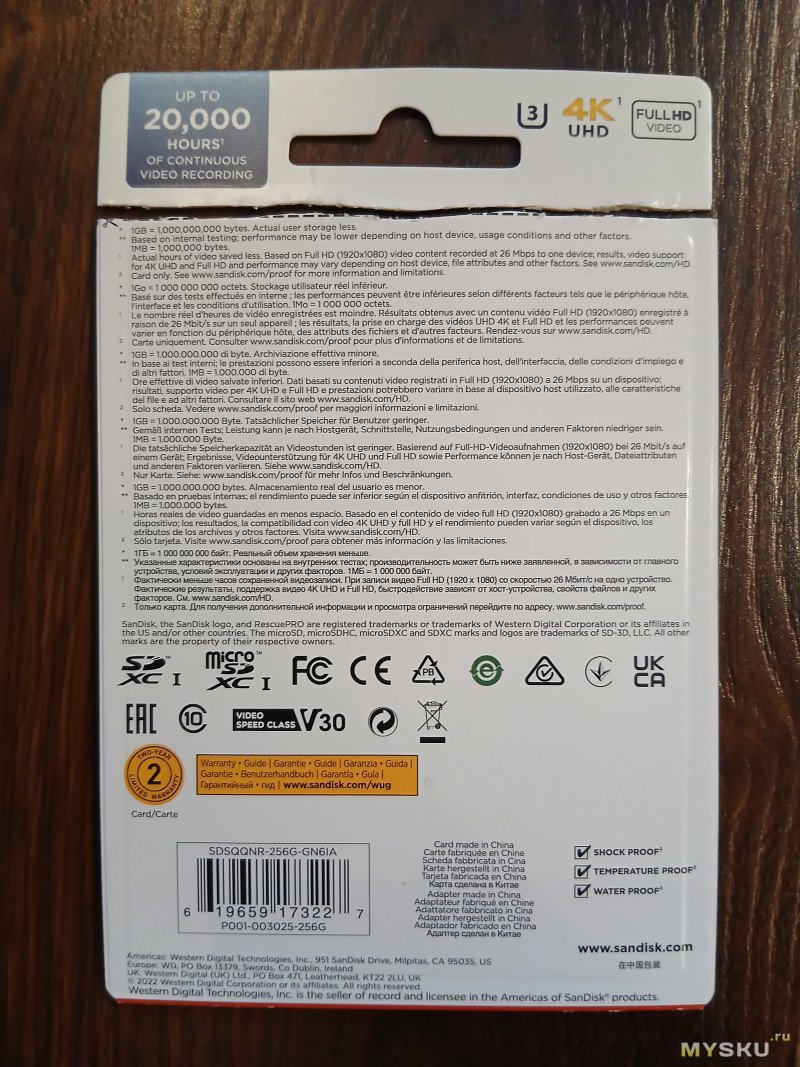 UP TO
20,000
HOURS¹
OF CONTINUOUS
VIDEO RECORDING
3
4K¹
UHD
FULL HD¹
VIDEO
* 1GB = 1,000,000,000 bytes. Actual user storage less.
** Based on internal testing; performance may be lower depending on host device, usage conditions and other factors.
1MB = 1,000,000 bytes.
¹ Actual hours of video saved less. Based on Full HD (1920x1080) video content recorded at 26 Mbps to one device; results, video support
for 4K UHD and Full HD and performance may vary depending on host device, file attributes and other factors. See www.sandisk.com/HD.
² Card only. See www.sandisk.com/proof for more information and limitations.
* 1Go = 1 000 000 000 octets. Stockage utilisateur réel inférieur.
** Basé sur des tests effectués en interne ; les performances peuvent être inférieures selon différents facteurs tels que le périphérique hôte,
l'interface et les conditions d'utilisation. 1Mo = 1 000 000 octets.
¹ Le nombre réel d'heures de vidéo enregistrées est moindre. Résultats obtenus avec un contenu vidéo Full HD (1920x1080) enregistré à
raison de 26 Mbit/s sur un seul appareil ; les résultats, la prise en charge des vidéos UHD 4K et Full HD et les performances peuvent
varier en fonction du périphérique hôte, des attributs des fichiers et d'autres facteurs. Rendez-vous sur www.sandisk.com/HD.
² Carte uniquement. Consulter www.sandisk.com/proof pour plus d'informations et de limitations.
* 1GB = 1.000.000.000 di byte. Archiviazione effettiva minore.
** In base ai test interni; le prestazioni possono essere inferiori a seconda della periferica host, dell'interfaccia, delle condizioni d'impiego e
di altri fattori. 1MB = 1.000.000 di byte.
¹ Ore effettive di video salvate inferiori. Dati basati su contenuti video registrati in Full HD (1920x1080) a 26 Mbps su un dispositivo;
risultati, supporto video per 4K UHD e Full HD e prestazioni potrebbero variare in base al dispositivo host utilizzato, alle caratteristiche
del file e ad altri fattori. Consultare il sito web www.sandisk.com/HD.
² Solo scheda. Vedere www.sandisk.com/proof per maggiori informazioni e limitazioni.
* 1GB = 1.000.000.000 Byte. Tatsächlicher Speicher für Benutzer geringer.
** Gemäß internen Tests; Leistung kann je nach Hostgerät, Schnittstelle, Nutzungsbedingungen und anderen Faktoren niedriger sein.
1MB = 1.000.000 Byte.
¹ Die tatsächliche Speicherkapazität an Videostunden ist geringer. Basierend auf Full-HD-Videoaufnahmen (1920x1080) bei 26 Mbit/s auf
einem Gerät; Ergebnisse, Videounterstützung für 4K UHD und Full HD sowie Performance können je nach Host-Gerät, Dateiattributen
und anderen Faktoren variieren. Siehe www.sandisk.com/HD.
² Nur Karte. Siehe: www.sandisk.com/proof für mehr Infos und Beschränkungen.
* 1GB = 1.000.000.000 bytes. Almacenamiento real del usuario es menor.
** Basado en pruebas internas; el rendimiento puede ser inferior según el dispositivo anfitrión, interfaz, condiciones de uso y otros factores.
1MB = 1.000.000 bytes.
¹ Horas reales de video guardadas en menos espacio. Basado en el contenido de video full HD (1920x1080) grabado a 26 Mbps en un
dispositivo; los resultados, la compatibilidad con video 4K UHD y full HD y el rendimiento pueden variar según el dispositivo, los
atributos de los archivos y otros factores. Visita www.sandisk.com/HD.
² Sólo tarjeta. Visite www.sandisk.com/proof para obtener más información y las limitaciones.
* 1ГБ = 1 000 000 000 байт. Реальный объем хранения меньше.
** Указанные характеристики основаны на внутренних тестах; производительность может быть ниже заявленной, в зависимости от главного
устройства, условий эксплуатации и других факторов. 1МБ = 1 000 000 байт.
¹ Фактически меньше часов сохраненной видеозаписи. При записи видео Full HD (1920 x 1080) со скоростью 26 Мбит/с на одно устройство.
Фактические результаты, поддержка видео 4K UHD и Full HD, быстродействие зависят от хост-устройства, свойств файлов и других
факторов. См. www.sandisk.com/HD.
² Только карта. Для получения дополнительной информации и просмотра ограничений перейдите по адресу. www.sandisk.com/proof.
SanDisk, the SanDisk logo, and RescuePRO are registered trademarks or trademarks of Western Digital Corporation or its affiliates in
the US and/or other countries. The microSD, microSDHC, microSDXC and SDXC marks and logos are trademarks of SD-3D, LLC. All other
marks are the property of their respective owners.
SD XC I
micro SD XC I
FC
CE
PB
e
UK
CA
EAC
10
VIDEO
SPEED CLASS V30
TWO-YEAR
2
LIMITED WARRANTY
Card/Carte
Warranty • Guide | Garantie • Guide | Garanzia • Guida |
Garantie • Benutzerhandbuch | Garantía • Guía |
Гарантийный • гид | www.sandisk.com/wug
SDSQQNR-256G-GN6IA
6 19659 17322 7
P001-003025-256G
Card made in China
Carte fabriquée en Chine
Scheda fabbricata in Cina
Karte hergestellt in China
Tarjeta fabricada en China
Карта сделана в Китае
Adapter made in China
Adaptateur fabriqué en Chine
Adattatore fabbricato in Cina
Adapter hergestellt in China
Adaptador fabricado en China
Адаптер сделан в Китае
SHOCK PROOF²
TEMPERATURE PROOF²
WATER PROOF²
www.sandisk.com
在中国包装
Americas: Western Digital Technologies, Inc., 951 SanDisk Drive, Milpitas, CA 95035, US
Europe: WD, PO Box 13379, Swords, Co Dublin, Ireland
UK: Western Digital (UK) Ltd., PO Box 471, Leatherhead, KT22 2LU, UK
© 2022 Western Digital Corporation or its affiliates. All rights reserved.
Western Digital Technologies, Inc. is the seller of record and licensee in the Americas of SanDisk® products.
MYSKU.ru